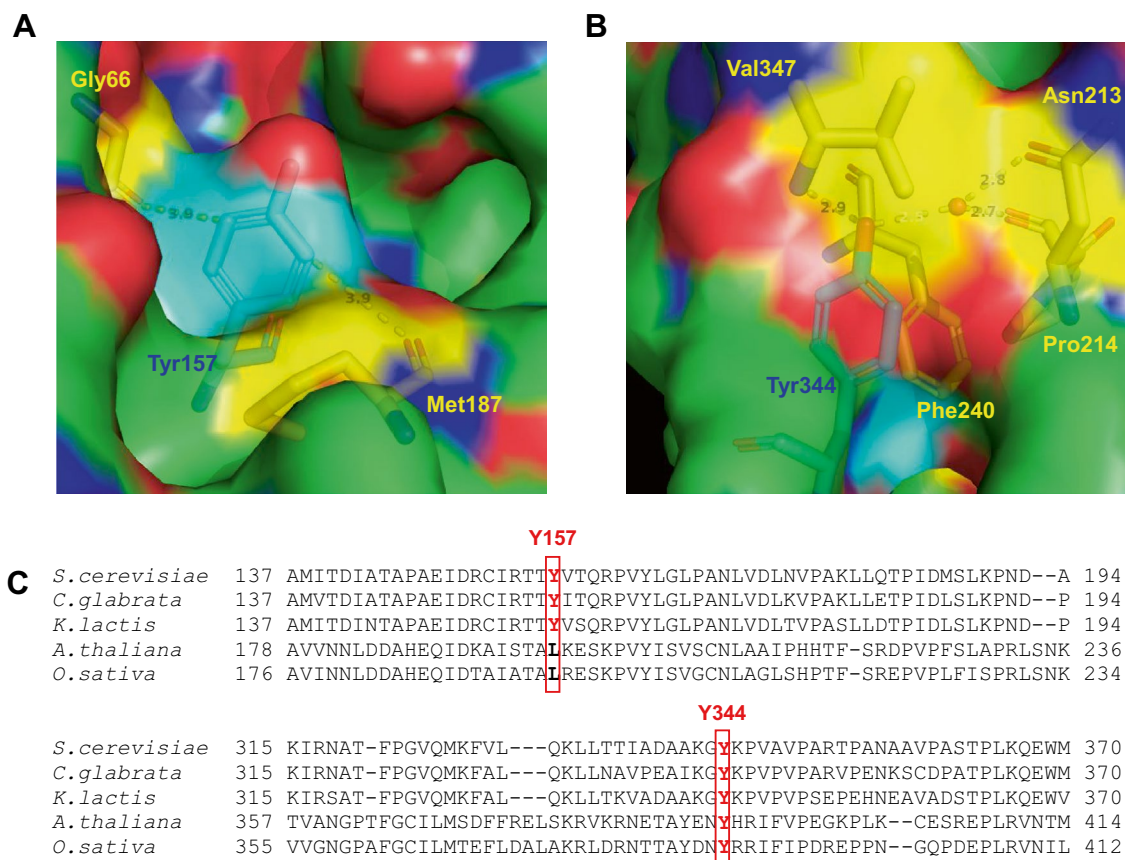 A
B
Gly66
3.8
3.9
Tyr157
Met187
Val347
Asn213
2.8
2.9
2.7
Tyr344
Pro214
Phe240
C
Y157
S.cerevisiae 137 AMITDIATAPAEIDRCIRTTYVTQRPVYLGLPANLVDLNVPAKLLQTPIDMSLKPND--A 194
C.glabrata 137 AMVTDIATAPAEIDRCIRTTYITQRPVYLGLPANLVDLKVPAKLLETPIDLSLKPND--P 194
K.lactis 137 AMITDINTAPAEIDRCIRTTYVSQRPVYLGLPANLVDLTVPASLLDTPIDLSLKPND--P 194
A.thaliana 178 AVVNNLDDAHEQIDKAISTALKESKPVYISVSCNLAAIPHHTF-SRDPVPFSLAPRLSNK 236
O.sativa 176 AVINNLDDAHEQIDTAIATALRESKPVYISVGCNLAGLSHPTF-SREPVPLFISPRLSNK 234
Y344
S.cerevisiae 315 KIRNAT-FPGVQMKFVL---QKLLTTIADAAKGYKPVAVPARTPANAAVPASTPLKQEWM 370
C.glabrata 315 KIRNAT-FPGVQMKFAL---QKLLNAVPEAIKGYKPVPVPARVPENKSCDPATPLKQEWM 370
K.lactis 315 KIRSAT-FPGVQMKFAL---QKLLTKVADAAKGYKPVPVPSEPEHNEAVADSTPLKQEWV 370
A.thaliana 357 TVANGPTFGCILMSDFFRELSKRVKRNETAYENYHRIFVPEGKPLK--CESREPLRVNTM 414
O.sativa 355 VVGNGPAFGCILMTEFLDALAKRLDRNTTAYDNYRRIFIPDREPPN--GQPDEPLRVNIL 412